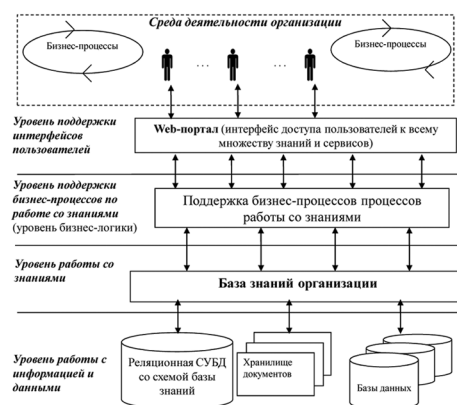 Среда деятельности организации
Бизнес-процессы
Бизнес-процессы
... ...
Уровень поддержки
интерфейсов
пользователей
Web-портал (интерфейс доступа пользователей к всему
множеству знаний и сервисов)
Уровень поддержки
бизнес-процессов по
работе со знаниями
(уровень бизнес-логики)
Поддержка бизнес-процессов процессов
работы со знаниями
Уровень работы со
знаниями
База знаний организации
Уровень работы с
информацией и
данными
Реляционная СУБД
со схемой базы
знаний
Хранилище
документов
Базы данных